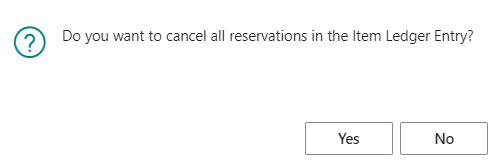 Do you want to cancel all reservations in the Item Ledger Entry?
Yes
No